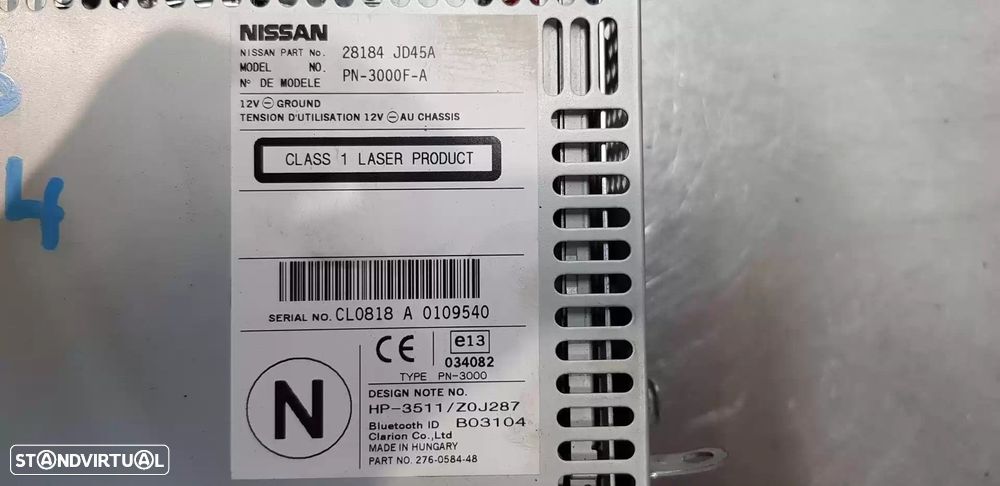 NISSAN
NISSAN PART No. 28184 JD45A
MODEL NO. PN-3000F-A
N° DE MODELE
12V ⊖ GROUND
TENSION D'UTILISATION 12V ⊖ AU CHASSIS
CLASS 1 LASER PRODUCT
SERIAL NO. CL0818 A 0109540
CE e13
034082
TYPE PN-3000
N
DESIGN NOTE NO.
HP-3511/Z0J287
Bluetooth ID B03104
Clarion Co.,Ltd
MADE IN HUNGARY
PART NO. 276-0584-48
4
STANDVIRTUAL